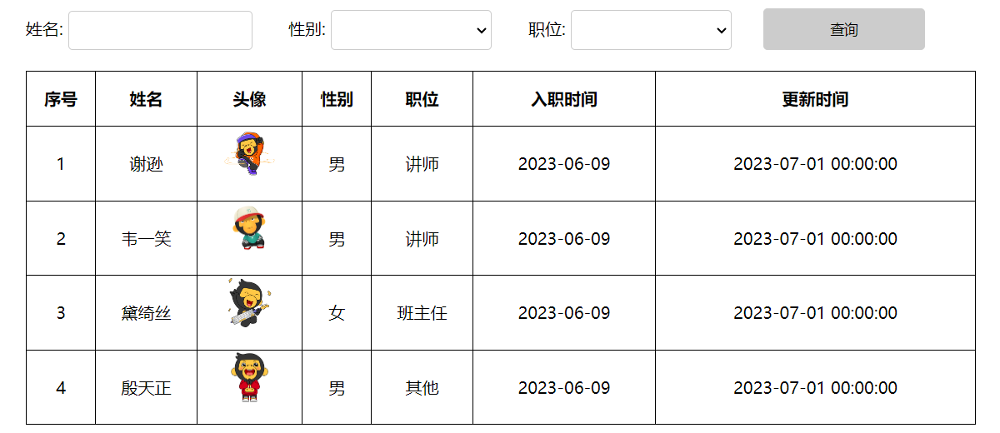 姓名: 性别: 职位: 查询
序号 姓名 头像 性别 职位 入职时间 更新时间
1 谢逊 男 讲师 2023-06-09 2023-07-01 00:00:00
2 韦一笑 男 讲师 2023-06-09 2023-07-01 00:00:00
3 黛绮丝 女 班主任 2023-06-09 2023-07-01 00:00:00
4 殷天正 男 其他 2023-06-09 2023-07-01 00:00:00